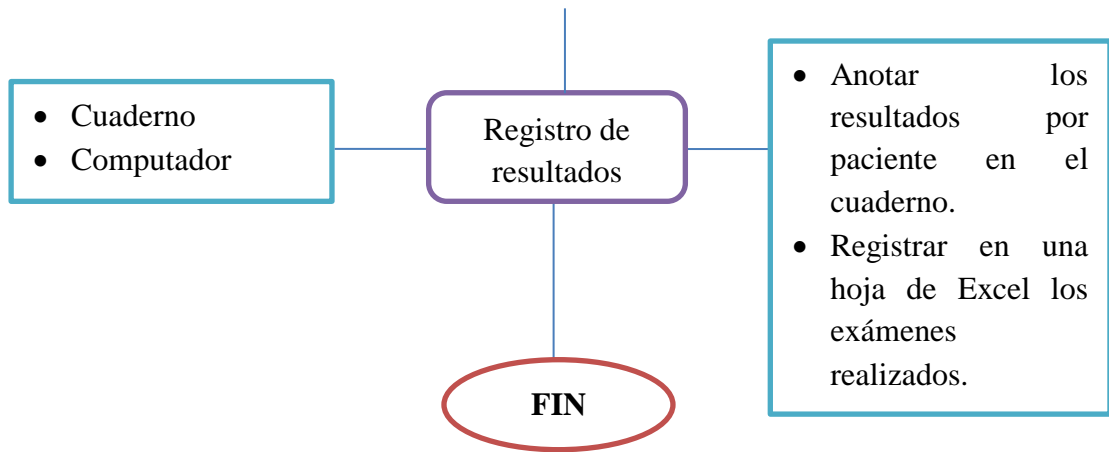 • Cuaderno
• Computador
Registro de
resultados
• Anotar los
resultados por
paciente en el
cuaderno.
• Registrar en una
hoja de Excel los
exámenes
realizados.
FIN